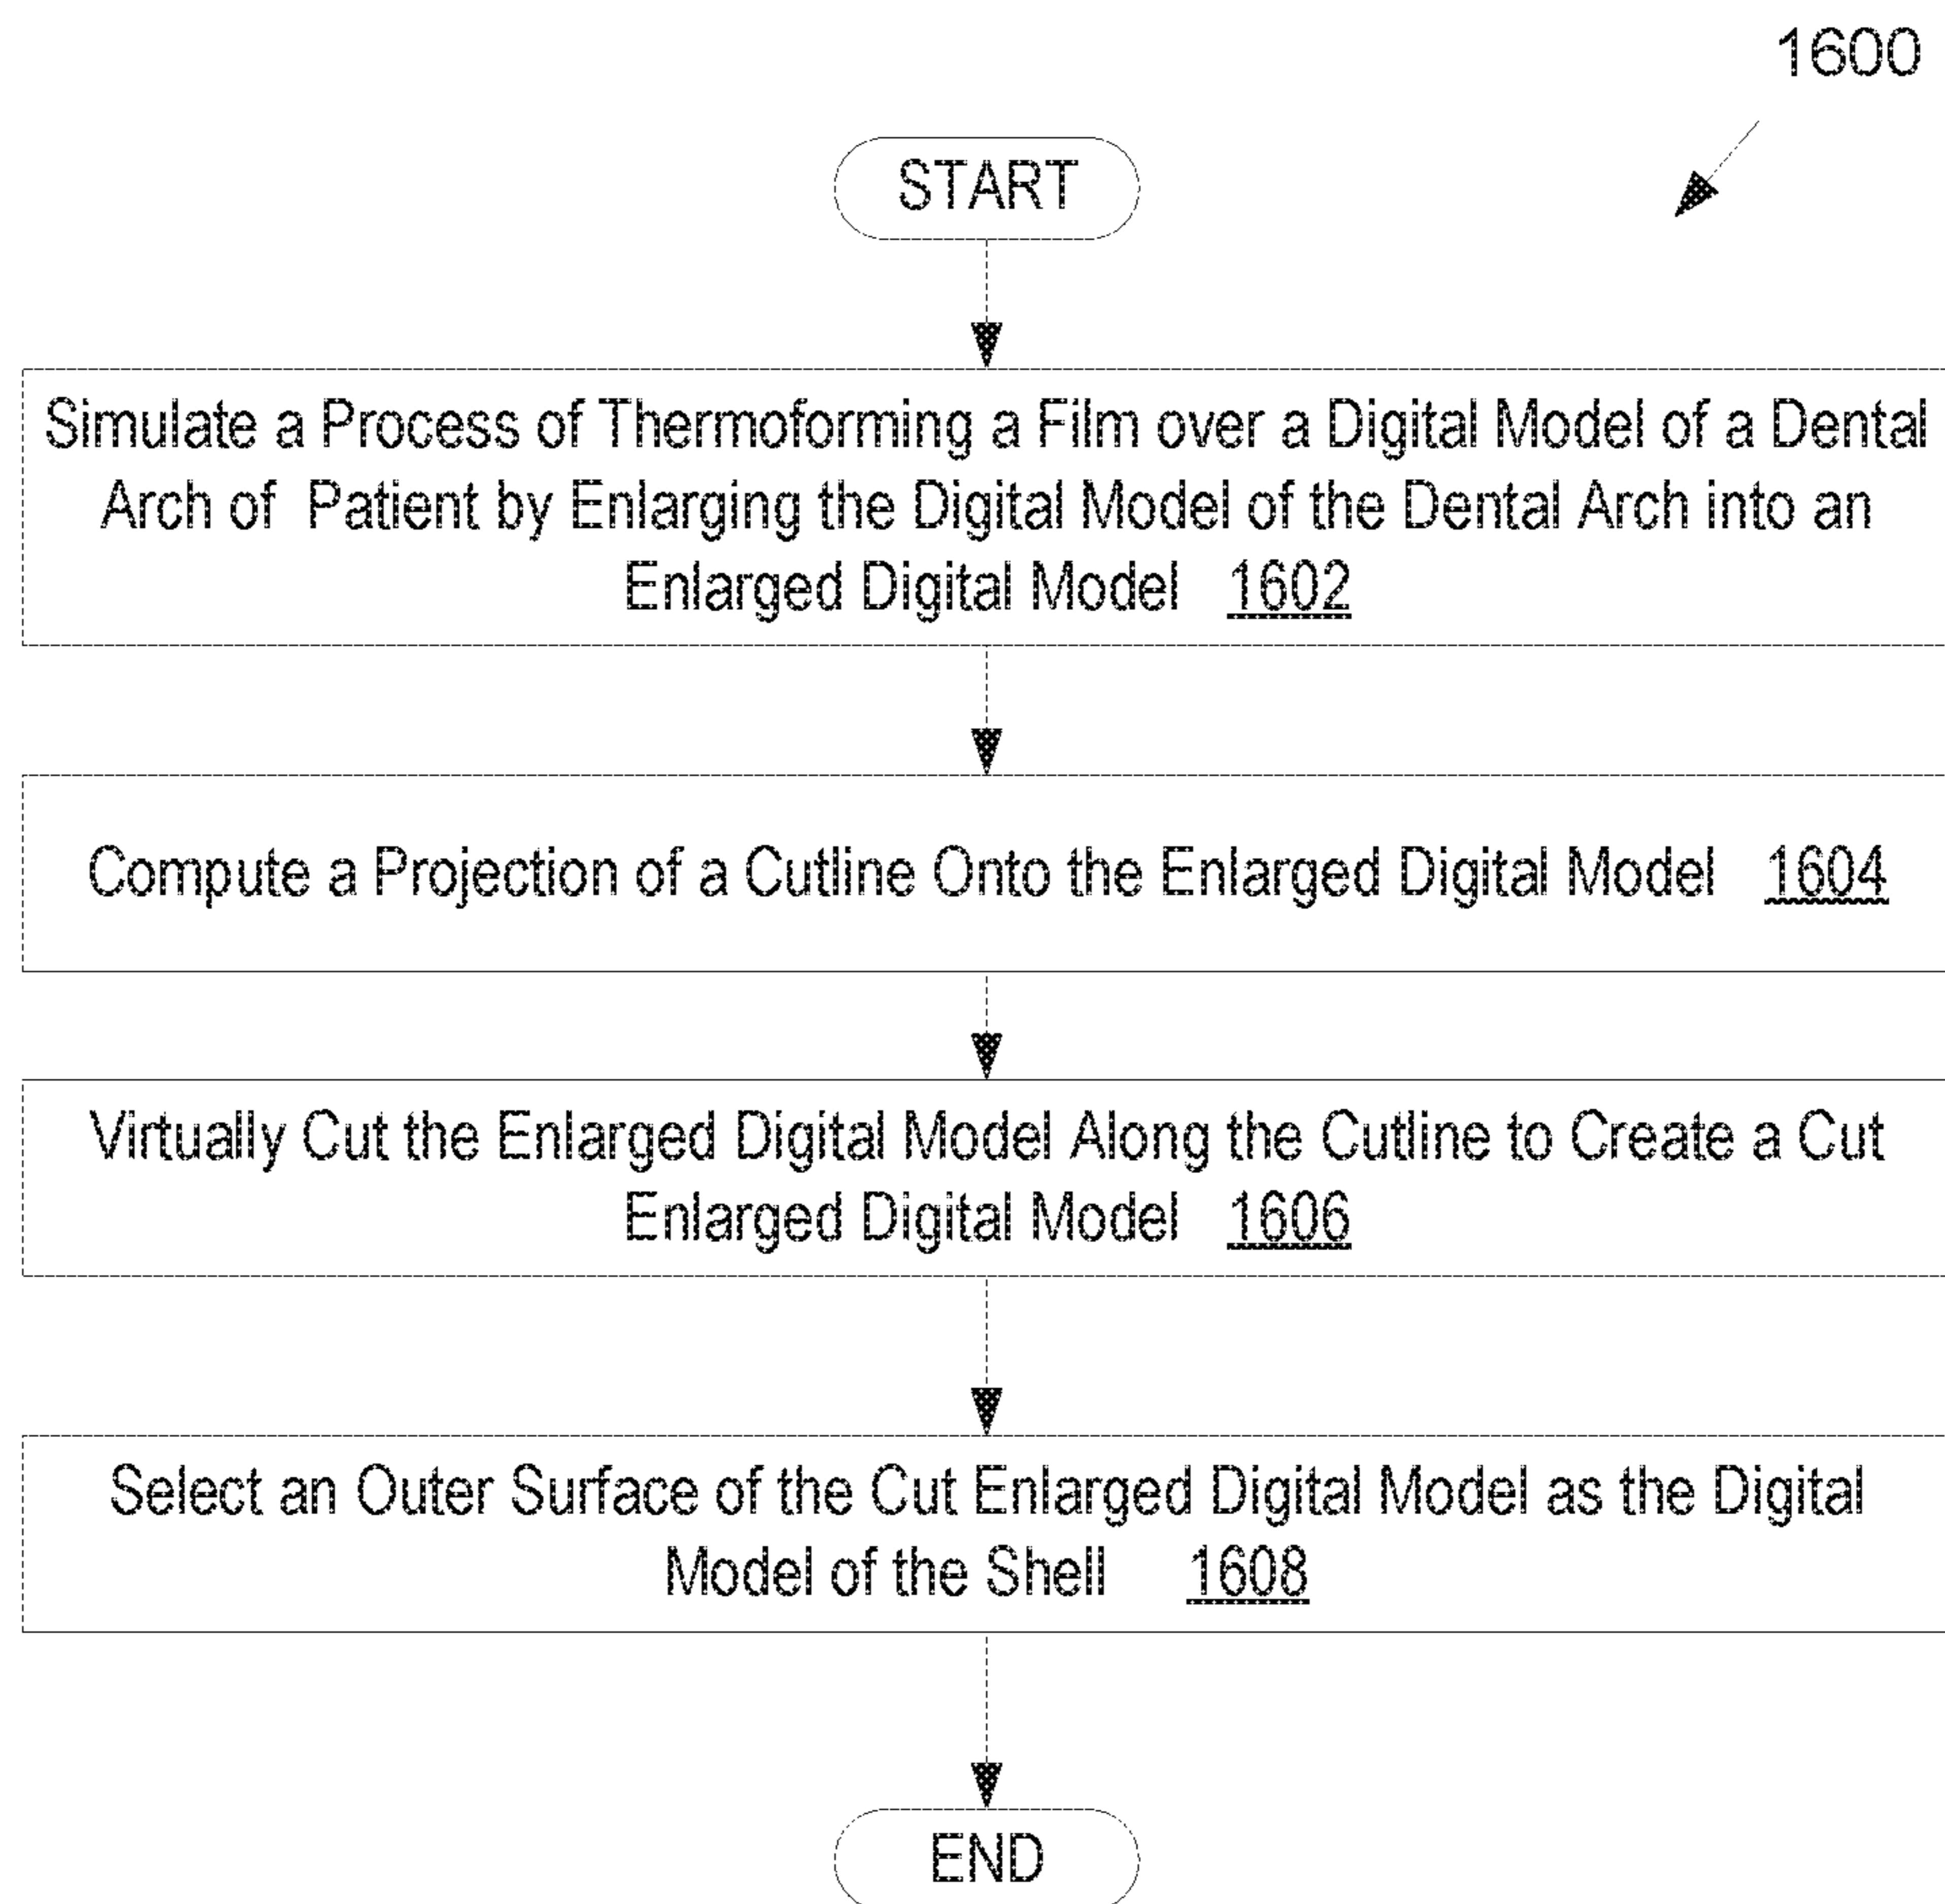 1600
START
Simulate a Process of Thermoforming a Film over a Digital Model of a Dental
Arch of Patient by Enlarging the Digital Model of the Dental Arch into an
Enlarged Digital Model 1602
Compute a Projection of a Cutline Onto the Enlarged Digital Model 1604
Virtually Cut the Enlarged Digital Model Along the Cutline to Create a Cut
Enlarged Digital Model 1606
Select an Outer Surface of the Cut Enlarged Digital Model as the Digital
Model of the Shell 1608
END